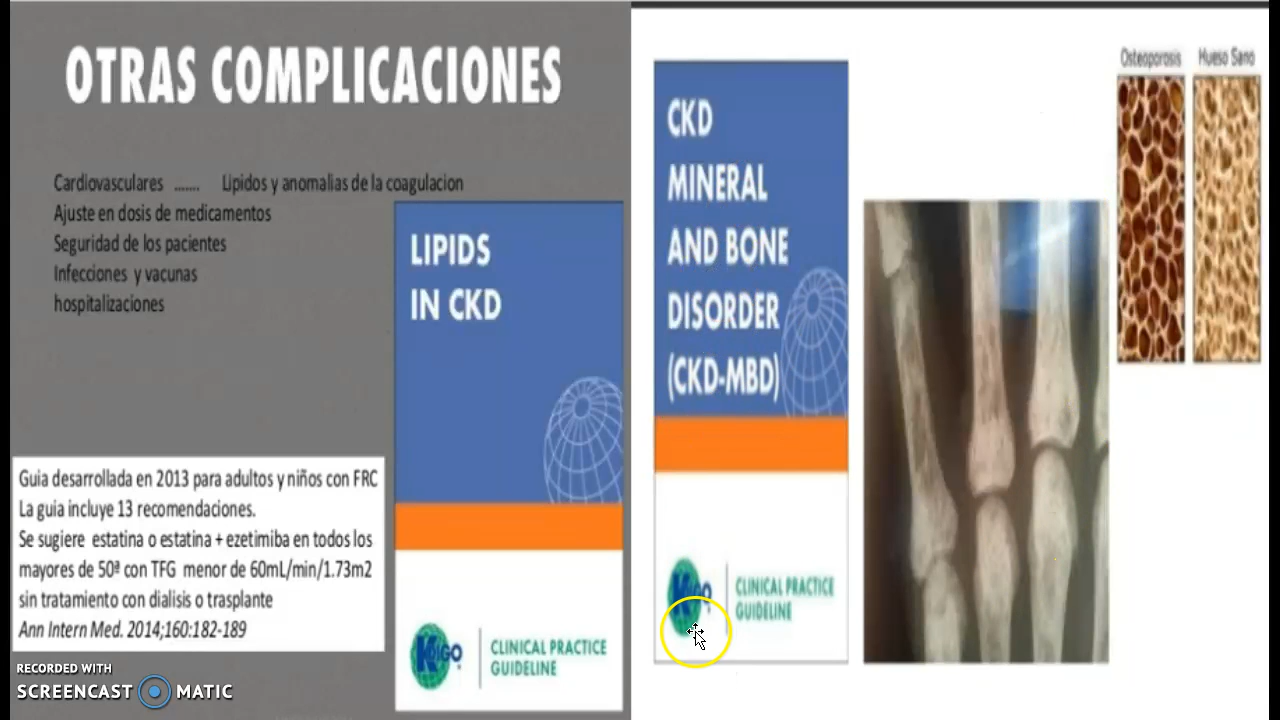 OTRAS COMPLICACIONES
Cardiovasculares ....... Lipidos y anomalias de la coagulacion
Ajuste en dosis de medicamentos
Seguridad de los pacientes
Infecciones y vacunas
hospitalizaciones
LIPIDS
IN CKD
KDIGO
CLINICAL PRACTICE
GUIDELINE
Guia desarrollada en 2013 para adultos y niños con FRC
La guia incluye 13 recomendaciones.
Se sugiere estatina o estatina + ezetimiba en todos los
mayores de 50ª con TFG menor de 60mL/min/1.73m2
sin tratamiento con dialisis o trasplante
Ann Intern Med. 2014;160:182-189
RECORDED WITH
SCREENCAST MATIC
CKD
MINERAL
AND BONE
DISORDER
(CKD-MBD)
KDIGO
CLINICAL PRACTICE
GUIDELINE
Osteoporosis Hueso Sano